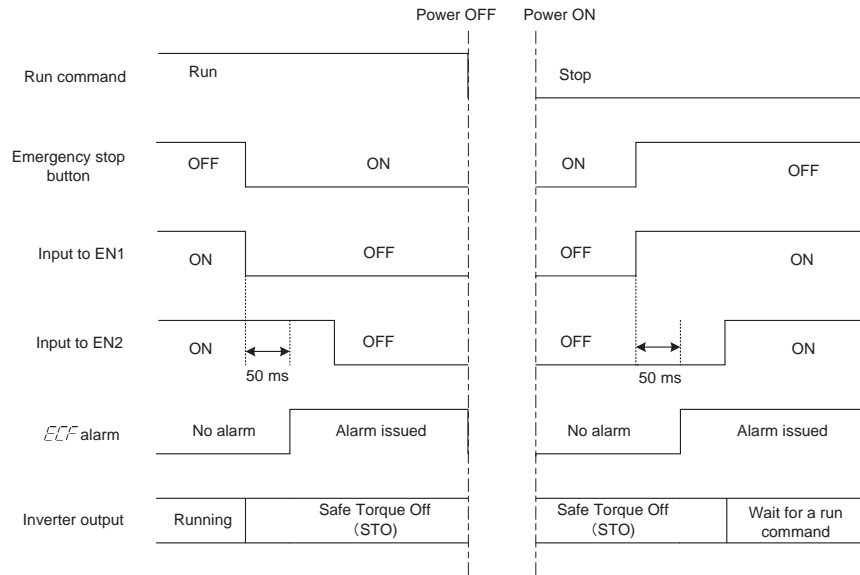 Power OFF Power ON
Run command Run Stop
Emergency stop
button OFF ON ON OFF
Input to EN1 ON OFF OFF ON
Input to EN2 ON OFF OFF ON
50 ms 50 ms
ECF alarm No alarm Alarm issued No alarm Alarm issued
Inverter output Running Safe Torque Off
(STO) Safe Torque Off
(STO) Wait for a run
command